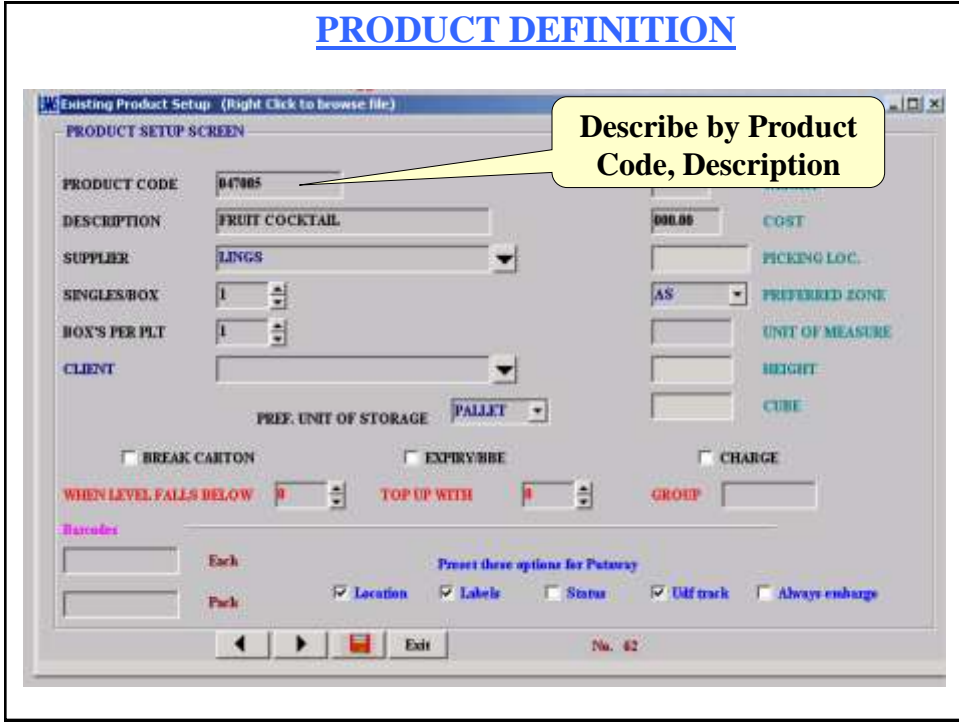 PRODUCT DEFINITION
Existing Product Setup (Right Click to browse file)
PRODUCT SETUP SCREEN
Describe by Product
Code, Description
PRODUCT CODE 047005
DESCRIPTION FRUIT COCKTAIL 000.00 COST
SUPPLIER LINGS PICKING LOC.
SINGLES/BOX 1 AS PREFERRED ZONE
BOX'S PER PLT 1 UNIT OF MEASURE
CLIENT HEIGHT
PREF. UNIT OF STORAGE PALLET CUBE
BREAK CARTON EXPIRY/BBE CHARGE
WHEN LEVEL FALLS BELOW 0 TOP UP WITH 0 GROUP
Barcodes
Each Preset these options for Putaway
Pack Location Labels Status Udf track Always embargo
Exit No. 62